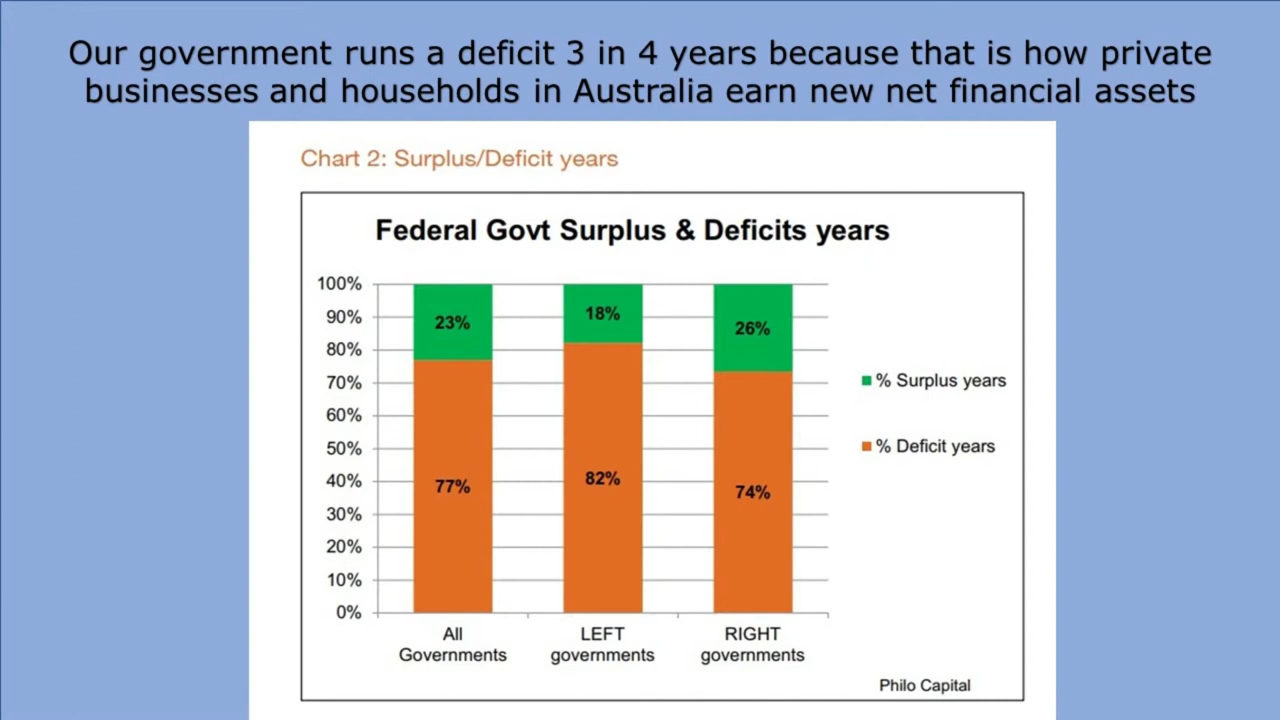 Our government runs a deficit 3 in 4 years because that is how private
businesses and households in Australia earn new net financial assets
Chart 2: Surplus/Deficit years
Federal Govt Surplus & Deficits years
100%
90%
80%
70%
60%
50%
40%
30%
20%
10%
0%
23%
18%
26%
77%
82%
74%
% Surplus years
% Deficit years
All
Governments
LEFT
governments
RIGHT
governments
Philo Capital